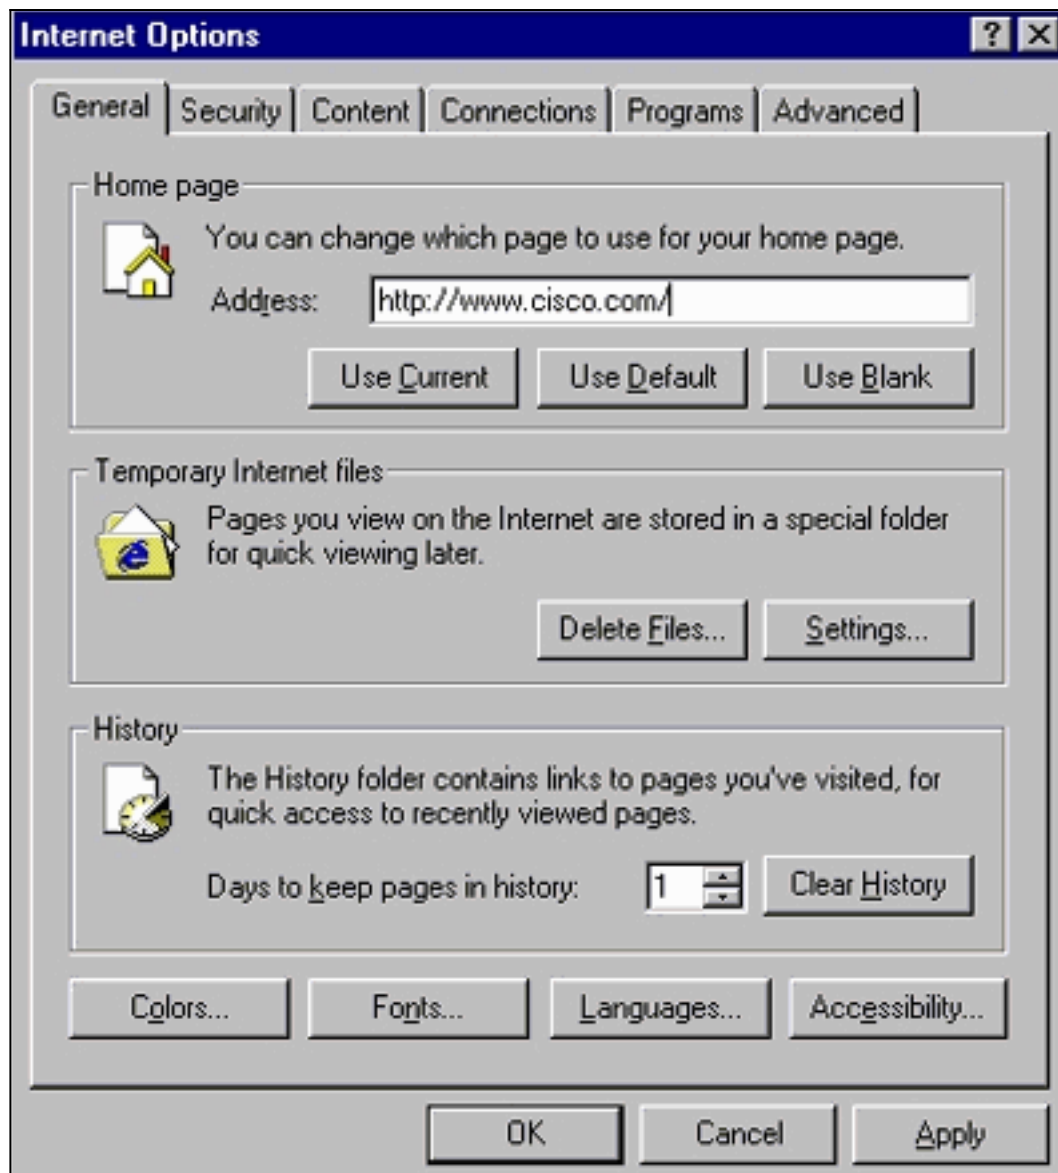 Internet Options
General Security Content Connections Programs Advanced
Home page
You can change which page to use for your home page.
Address: http://www.cisco.com/
Use Current Use Default Use Blank
Temporary Internet files
Pages you view on the Internet are stored in a special folder
for quick viewing later.
Delete Files... Settings...
History
The History folder contains links to pages you've visited, for
quick access to recently viewed pages.
Days to keep pages in history: 1 Clear History
Colors... Fonts... Languages... Accessibility...
OK Cancel Apply